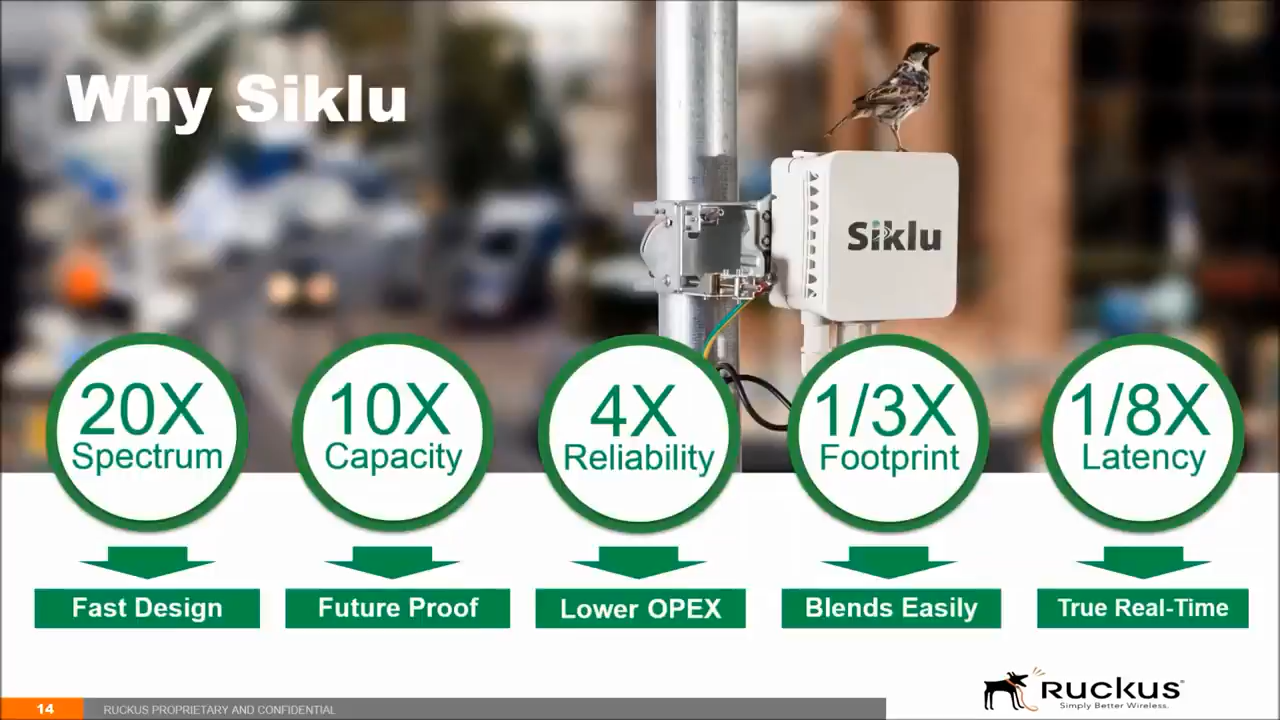 Why Siklu
Siklu
20X
Spectrum
10X
Capacity
4X
Reliability
1/3X
Footprint
1/8X
Latency
Fast Design
Future Proof
Lower OPEX
Blends Easily
True Real-Time
RUCKUS
Simply Better Wireless.
14
RUCKUS PROPRIETARY AND CONFIDENTIAL